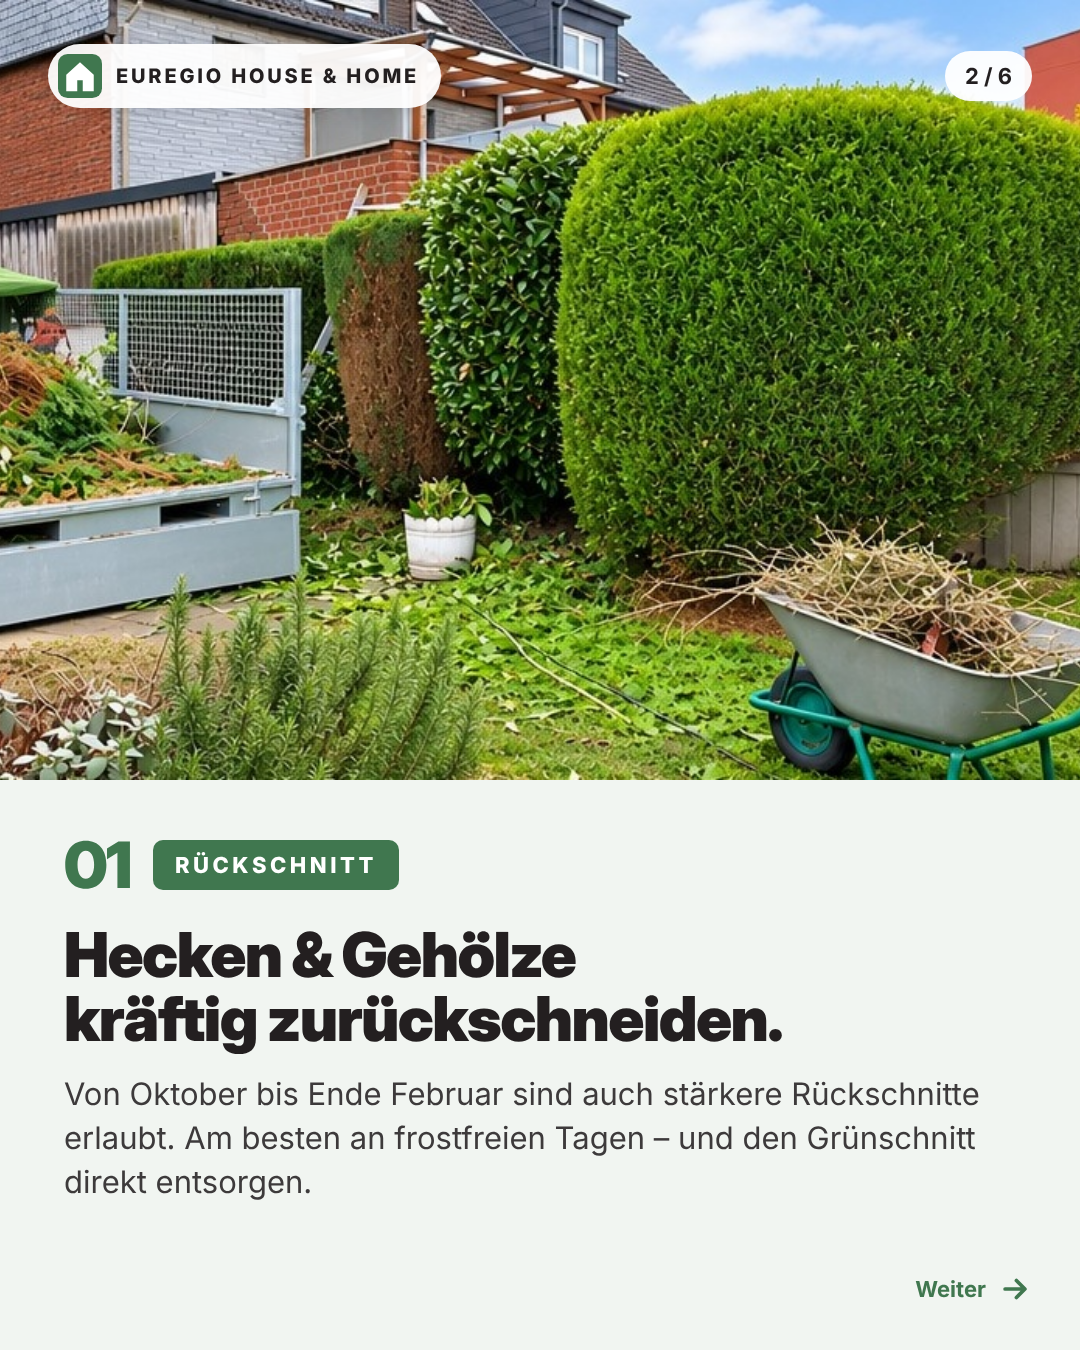 EUREGIO HOUSE & HOME
2 / 6
01 RÜCKSCHNITT
Hecken & Gehölze
kräftig zurückschneiden.
Von Oktober bis Ende Februar sind auch stärkere Rückschnitte
erlaubt. Am besten an frostfreien Tagen – und den Grünschnitt
direkt entsorgen.
Weiter →